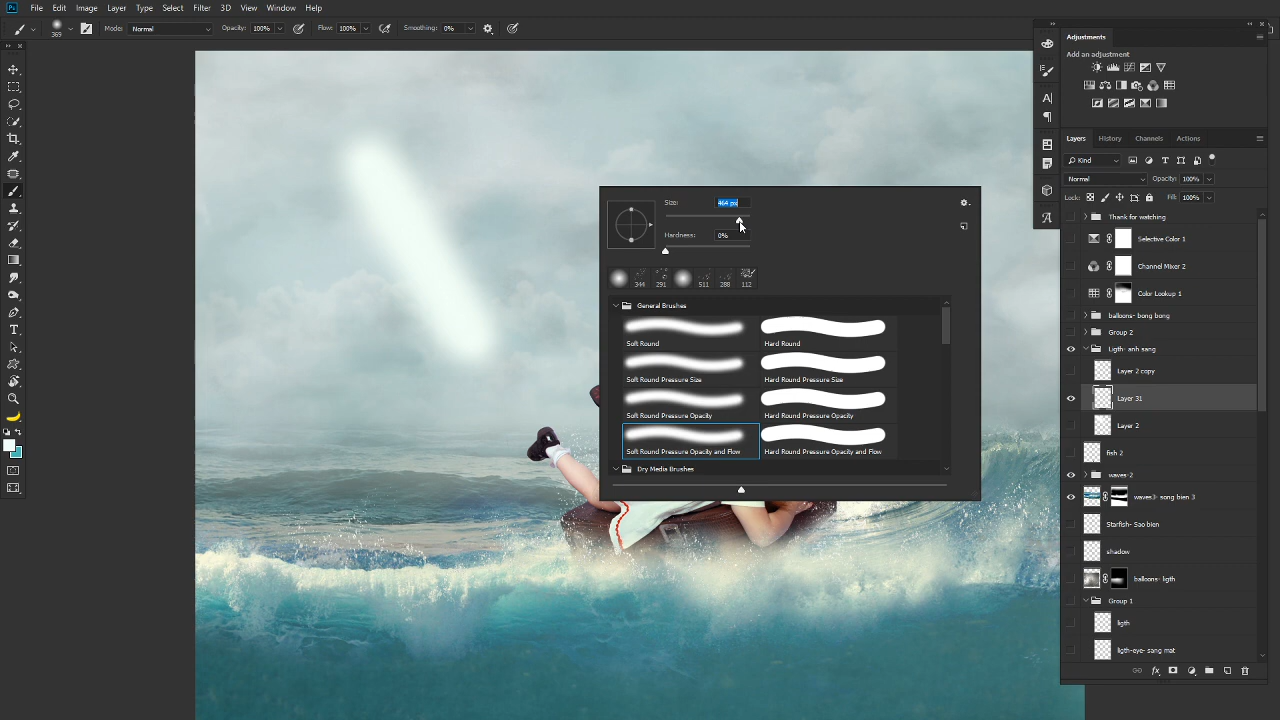 Ps File Edit Image Layer Type Select Filter 3D View Window Help
369 Mode: Normal Opacity: 100% Flow: 100% Smoothing: 0%
Adjustments
Add an adjustment
Layers History Channels Actions
Kind
Normal Opacity: 100%
Lock: Fill: 100%
Thank for watching
Selective Color 1
Channel Mixer 2
Color Lookup 1
balloons- bong bong
Group 2
Ligth- anh sang
Layer 2 copy
Layer 31
Layer 2
fish 2
waves-2
waves3- song bien 3
Starfish- Sao bien
shadow
balloons- ligth
Group 1
ligth
ligth-eye- sang mat
Size: 464 px
Hardness: 0%
344 291 511 288 112
General Brushes
Soft Round Hard Round
Soft Round Pressure Size Hard Round Pressure Size
Soft Round Pressure Opacity Hard Round Pressure Opacity
Soft Round Pressure Opacity and Flow Hard Round Pressure Opacity and Flow
Dry Media Brushes